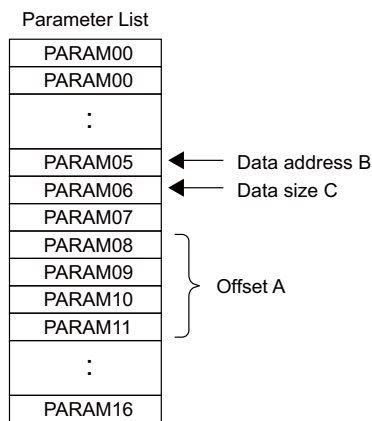 Parameter List
PARAM00
PARAM00
:
PARAM05
Data address B
PARAM06
Data size C
PARAM07
PARAM08
PARAM09
PARAM10
PARAM11
Offset A
:
PARAM16